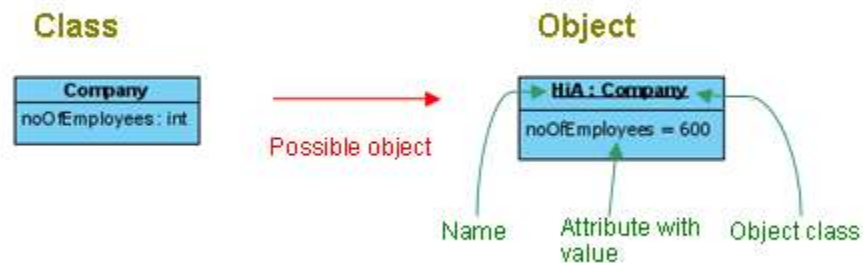 Class
Object
Company
noOfEmployees : int
Possible object
HiA : Company
noOfEmployees = 600
Name
Attribute with
value
Object class